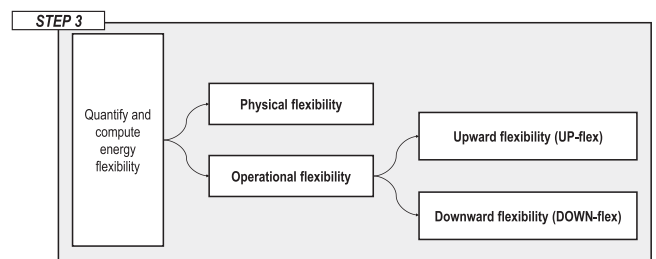 STEP 3
Quantify and
compute
energy
flexibility
Physical flexibility
Operational flexibility
Upward flexibility (UP-flex)
Downward flexibility (DOWN-flex)